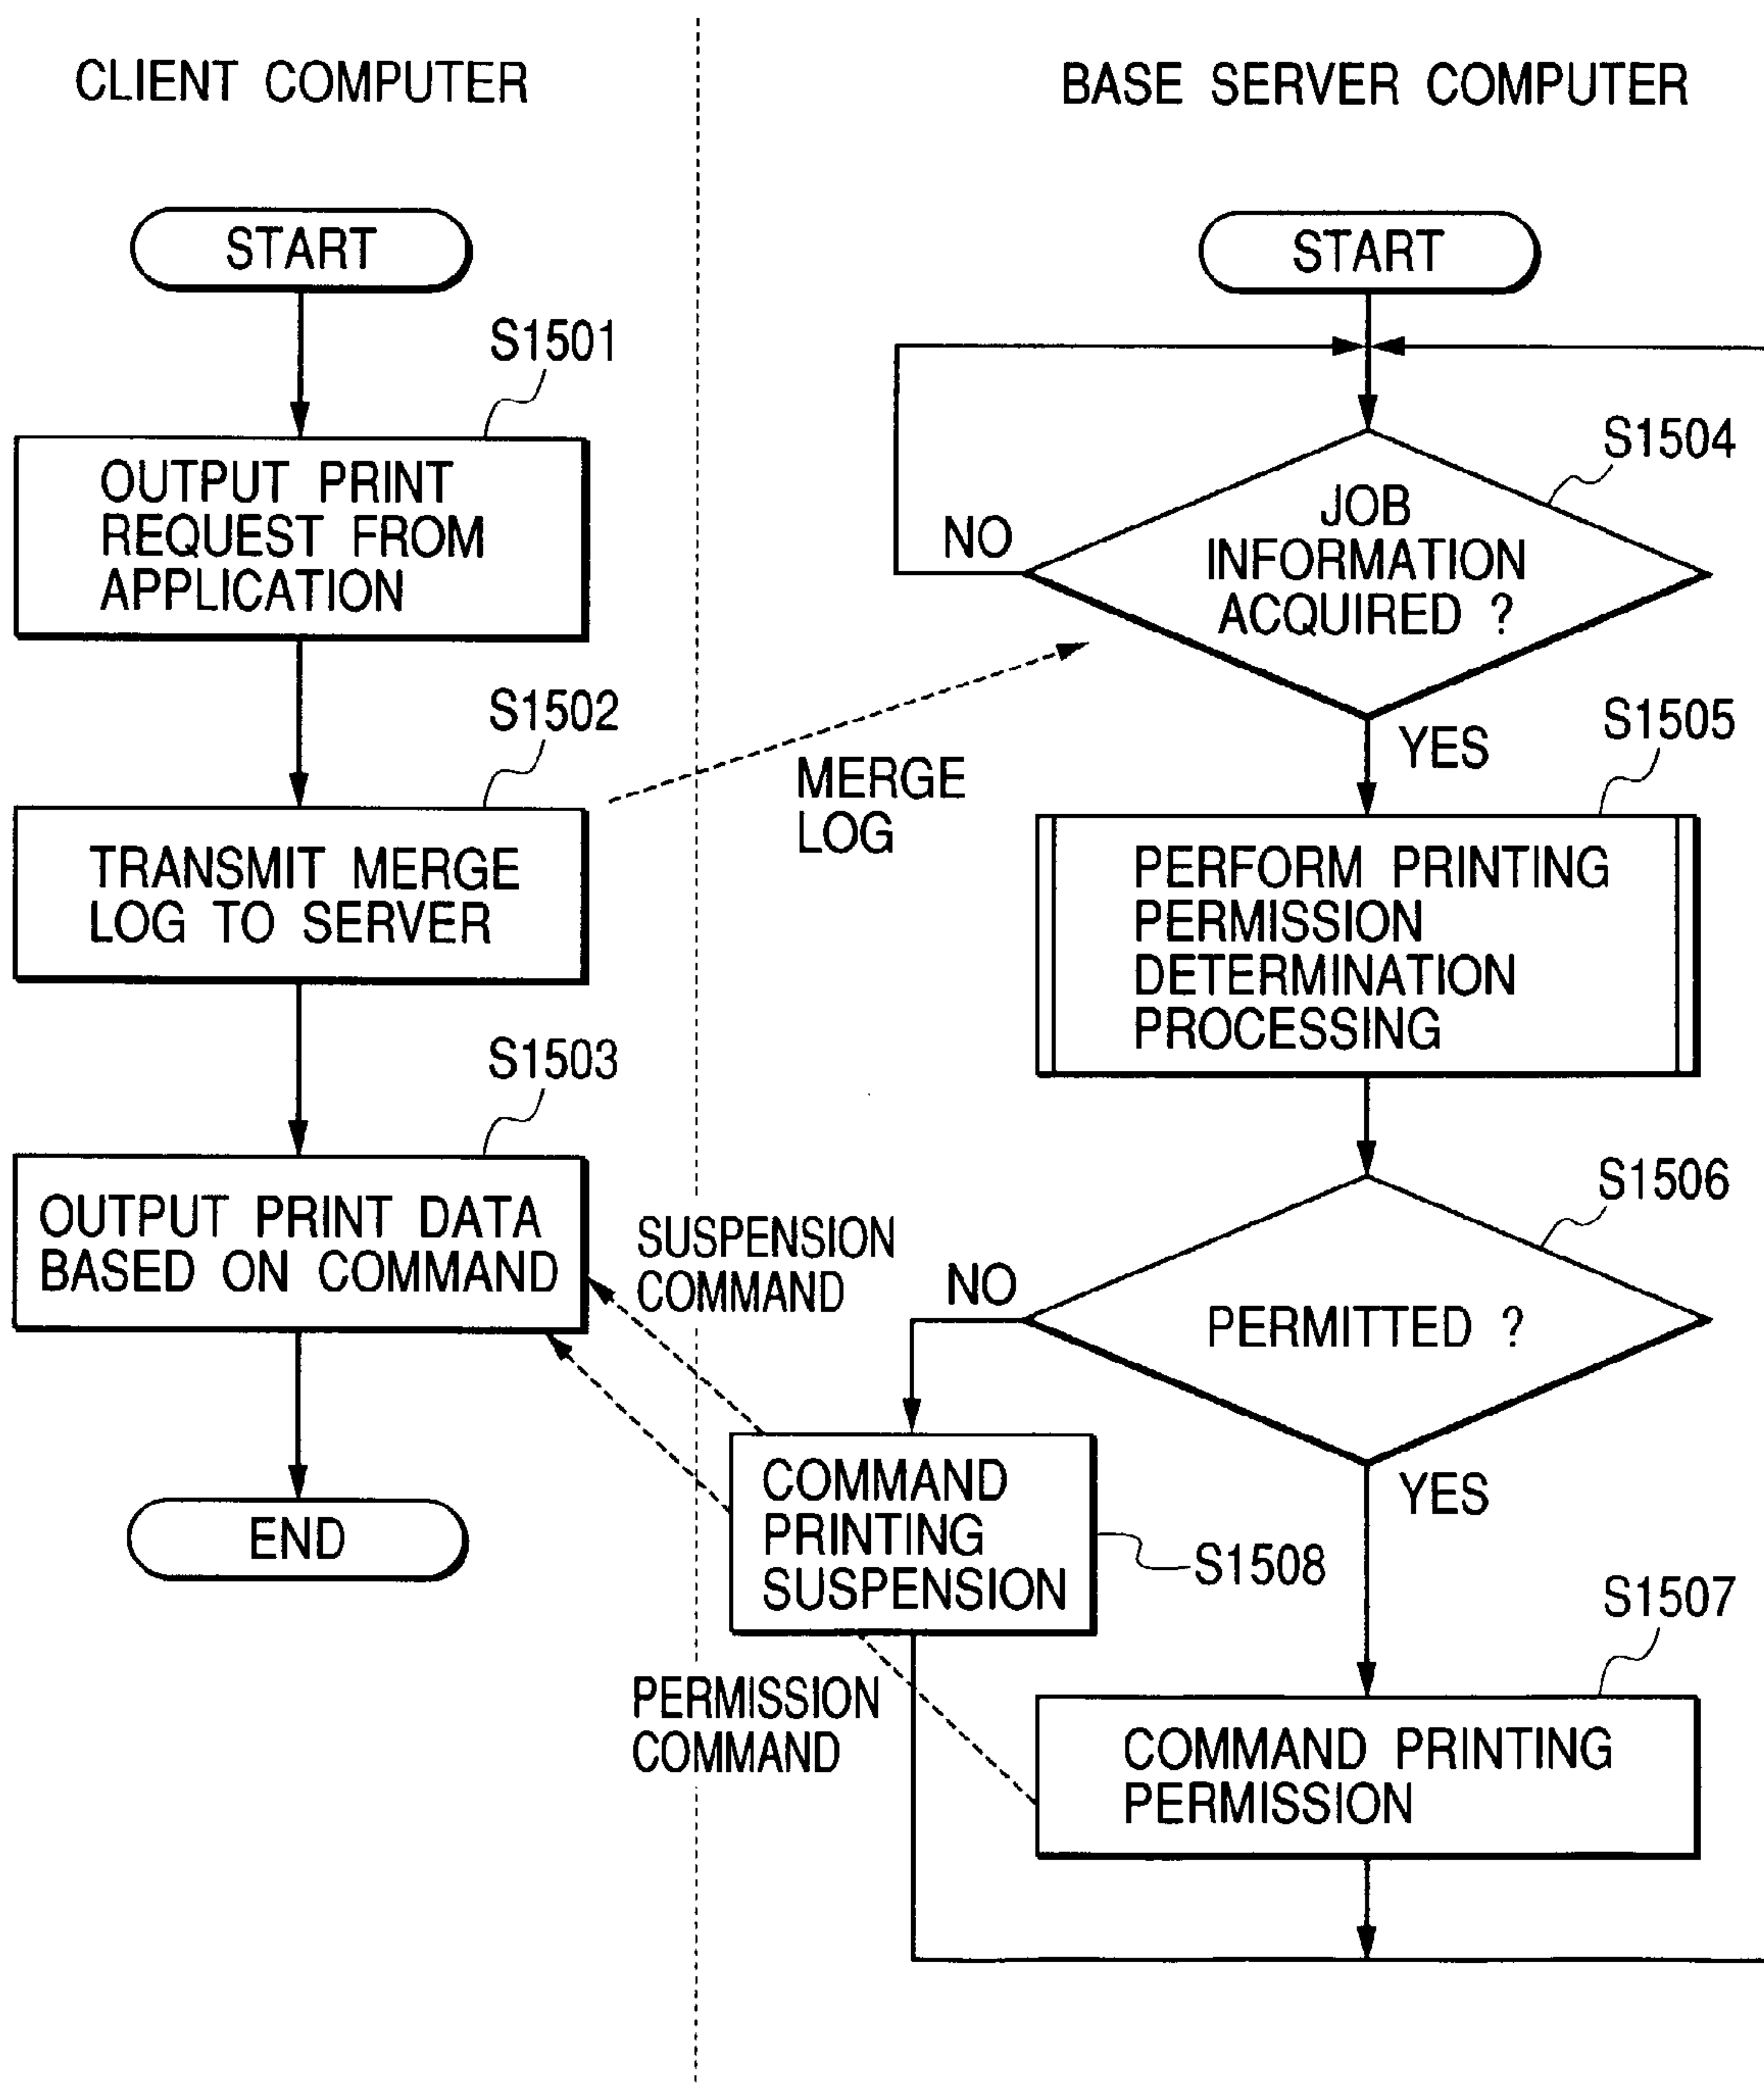 CLIENT COMPUTER
START
S1501
OUTPUT PRINT
REQUEST FROM
APPLICATION
S1502
TRANSMIT MERGE
LOG TO SERVER
S1503
OUTPUT PRINT DATA
BASED ON COMMAND
END
MERGE
LOG
SUSPENSION
COMMAND
PERMISSION
COMMAND
BASE SERVER COMPUTER
START
S1504
JOB
INFORMATION
ACQUIRED ?
NO
YES
S1505
PERFORM PRINTING
PERMISSION
DETERMINATION
PROCESSING
S1506
PERMITTED ?
NO
YES
COMMAND
PRINTING
SUSPENSION
S1508
S1507
COMMAND PRINTING
PERMISSION